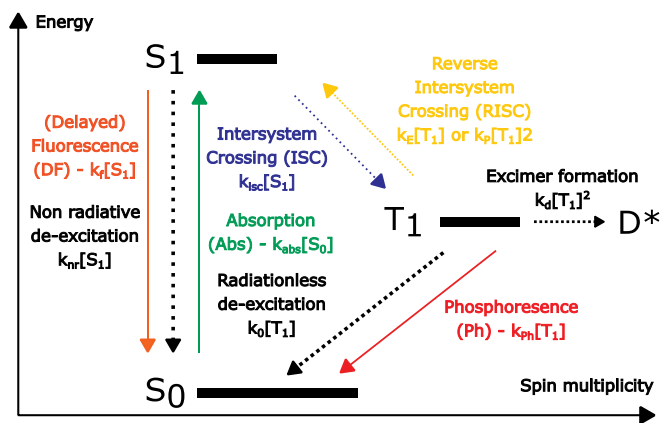 Energy
S₁
Reverse
Intersystem
Crossing (RISC)
kE[T₁] or kP[T₁]2
(Delayed)
Fluorescence
(DF) - kf[S₁]
Intersystem
Crossing (ISC)
kisc[S₁]
Non radiative
de-excitation
knr[S₁]
Absorption
(Abs) - kabs[S₀]
Excimer formation
kd[T₁]²
T₁
D*
Radiationless
de-excitation
k₀[T₁]
Phosphoresence
(Ph) - kPh[T₁]
S₀
Spin multiplicity